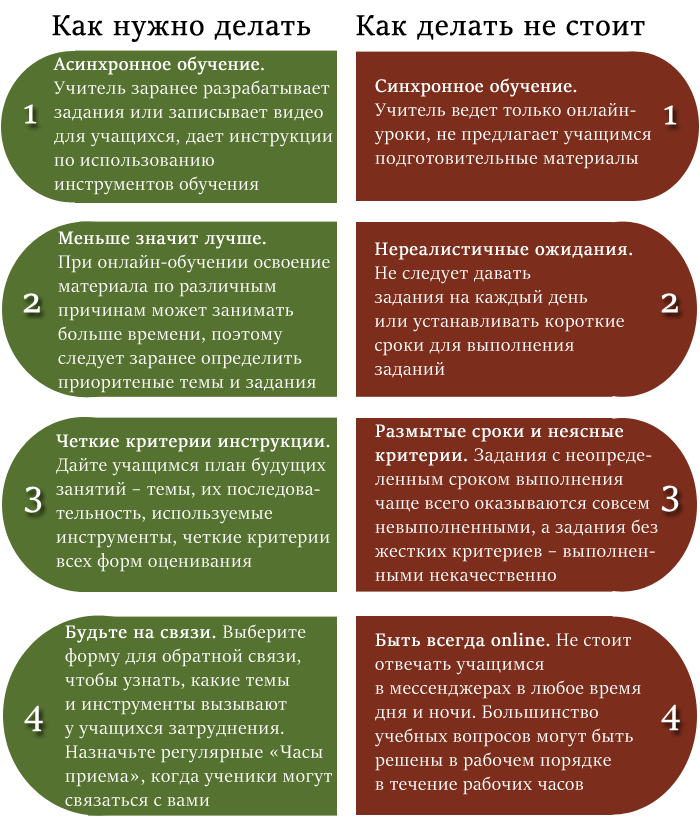 Как нужно делать
Асинхронное обучение.
Учитель заранее разрабатывает
задания или записывает видео
для учащихся, дает инструкции
по использованию
инструментов обучения
1
Меньше значит лучше.
При онлайн-обучении освоение
материала по различным
причинам может занимать
больше времени, поэтому
следует заранее определить
приоритеные темы и задания
2
Четкие критерии инструкции.
Дайте учащимся план будущих
занятий – темы, их последова-
тельность, используемые
инструменты, четкие критерии
всех форм оценивания
3
Будьте на связи. Выберите
форму для обратной связи,
чтобы узнать, какие темы
и инструменты вызывают
у учащихся затруднения.
Назначьте регулярные «Часы
приема», когда ученики могут
связаться с вами
4
Как делать не стоит
Синхронное обучение.
Учитель ведет только онлайн-
уроки, не предлагает учащимся
подготовительные материалы
1
Нереалистичные ожидания.
Не следует давать
задания на каждый день
или устанавливать короткие
сроки для выполнения
заданий
2
Размытые сроки и неясные
критерии. Задания с неопреде-
ленным сроком выполнения
чаще всего оказываются совсем
невыполненными, а задания без
жестких критериев – выполнен-
ными некачественно
3
Быть всегда online. Не стоит
отвечать учащимся
в мессенджерах в любое время
дня и ночи. Большинство
учебных вопросов могут быть
решены в рабочем порядке
в течение рабочих часов
4